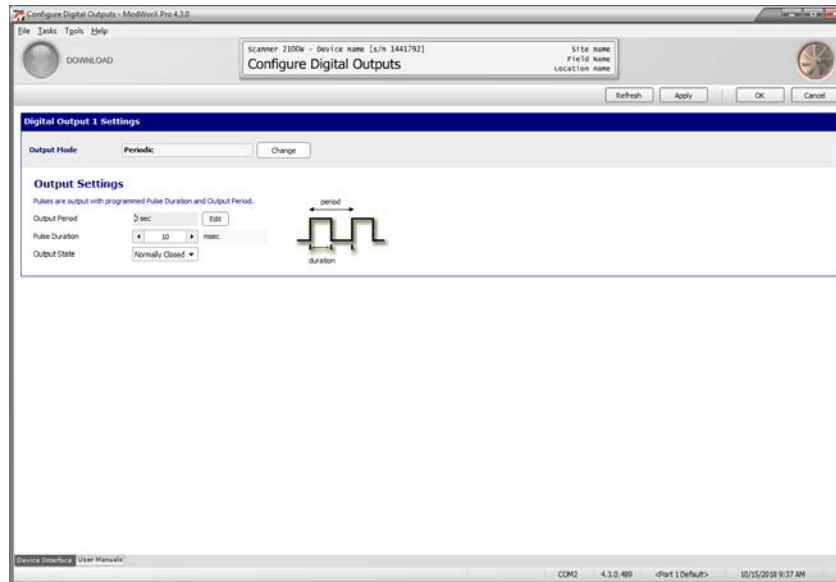 Configure Digital Outputs - ModWorX Pro 4.3.0
File Tasks Tools Help
DOWNLOAD
Scanner 2100W - Device name [s/n 1441792]
Configure Digital Outputs
Site name
Field Name
Location name
Refresh Apply OK Cancel
Digital Output 1 Settings
Output Mode Periodic Change
Output Settings
Pulses are output with programmed Pulse Duration and Output Period.
Output Period sec Edit
Pulse Duration 10 msec
Output State Normally Closed
period
duration
Device Interface User Manuals
COM2 4.3.0.489 <Port 1 Default> 10/15/2018 9:37 AM